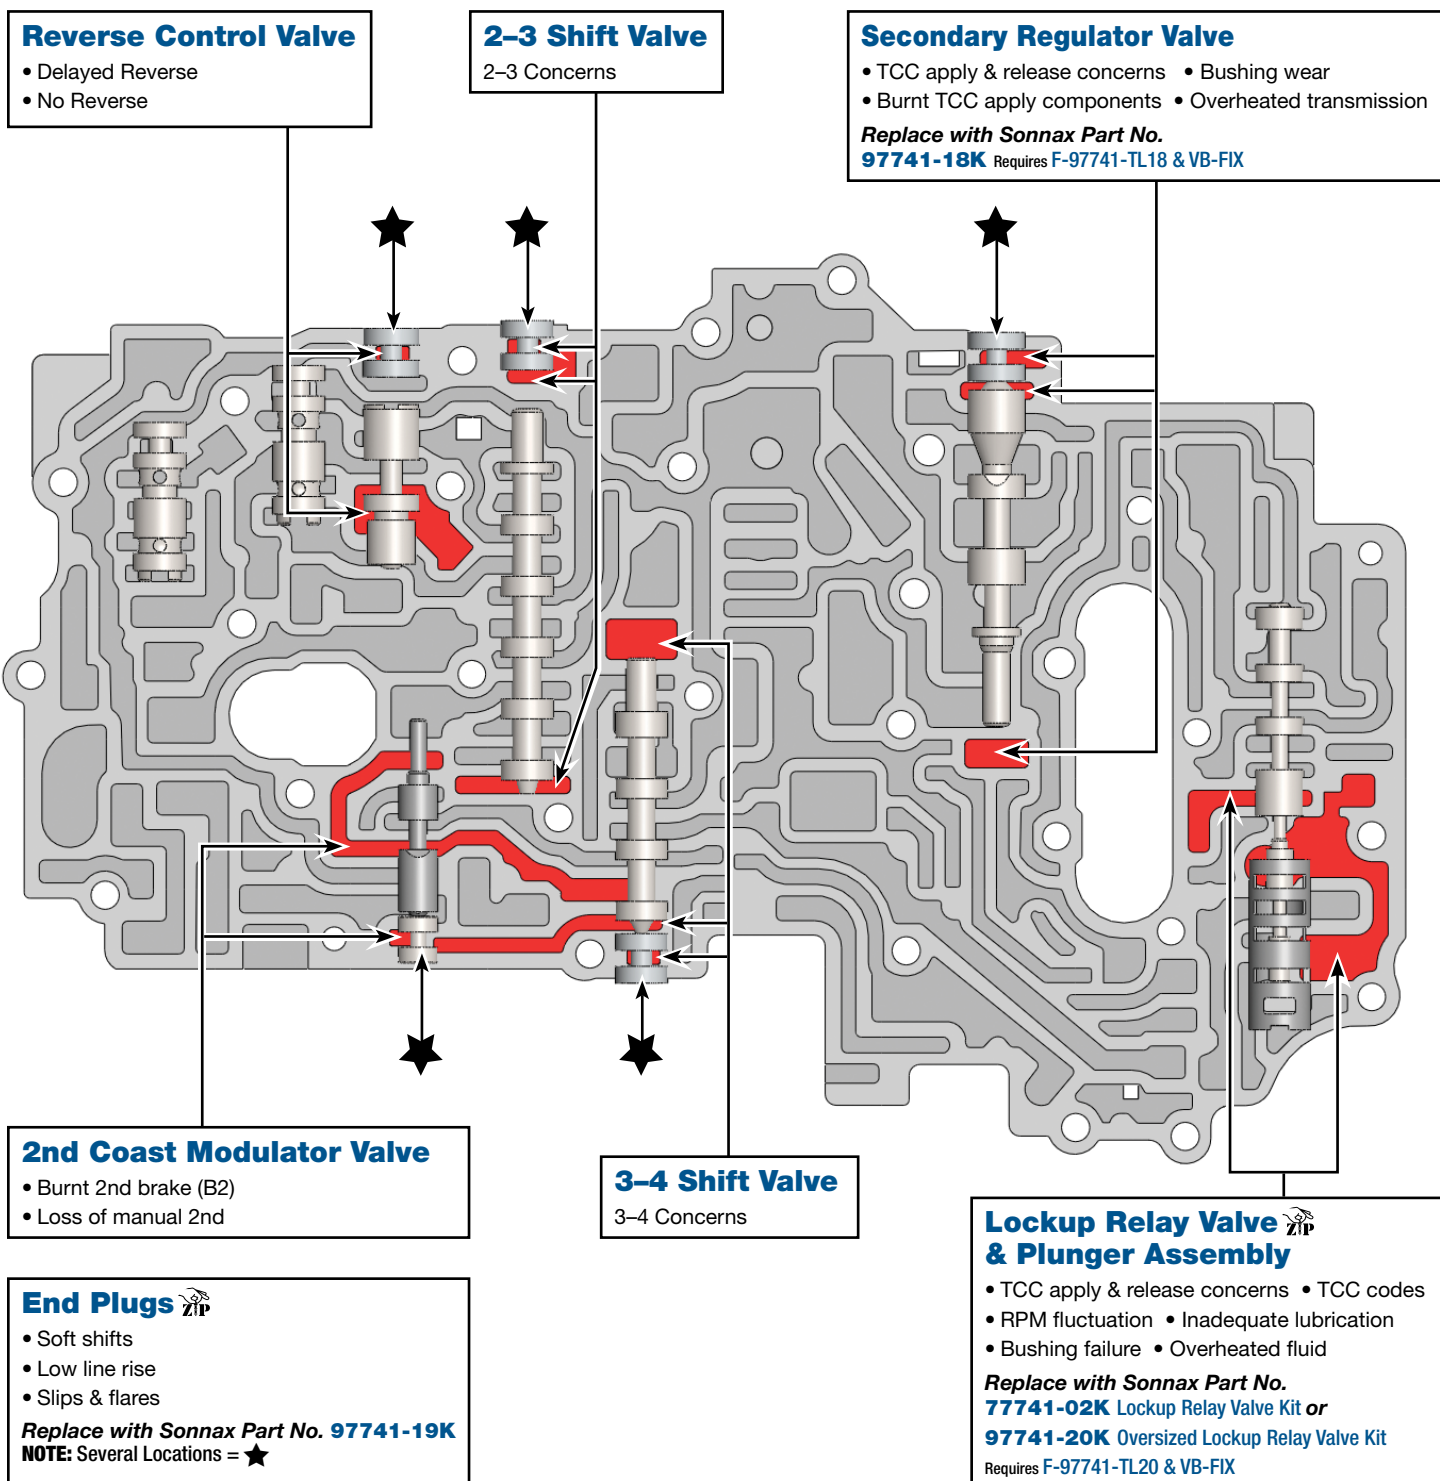 Reverse Control Valve
• Delayed Reverse
• No Reverse
2–3 Shift Valve
2–3 Concerns
Secondary Regulator Valve
• TCC apply & release concerns • Bushing wear
• Burnt TCC apply components • Overheated transmission
Replace with Sonnax Part No.
97741-18K Requires F-97741-TL18 & VB-FIX
2nd Coast Modulator Valve
• Burnt 2nd brake (B2)
• Loss of manual 2nd
3–4 Shift Valve
3–4 Concerns
End Plugs ZIP
• Soft shifts
• Low line rise
• Slips & flares
Replace with Sonnax Part No. 97741-19K
NOTE: Several Locations = ★
Lockup Relay Valve ZIP
& Plunger Assembly
• TCC apply & release concerns • TCC codes
• RPM fluctuation • Inadequate lubrication
• Bushing failure • Overheated fluid
Replace with Sonnax Part No.
77741-02K Lockup Relay Valve Kit or
97741-20K Oversized Lockup Relay Valve Kit
Requires F-97741-TL20 & VB-FIX